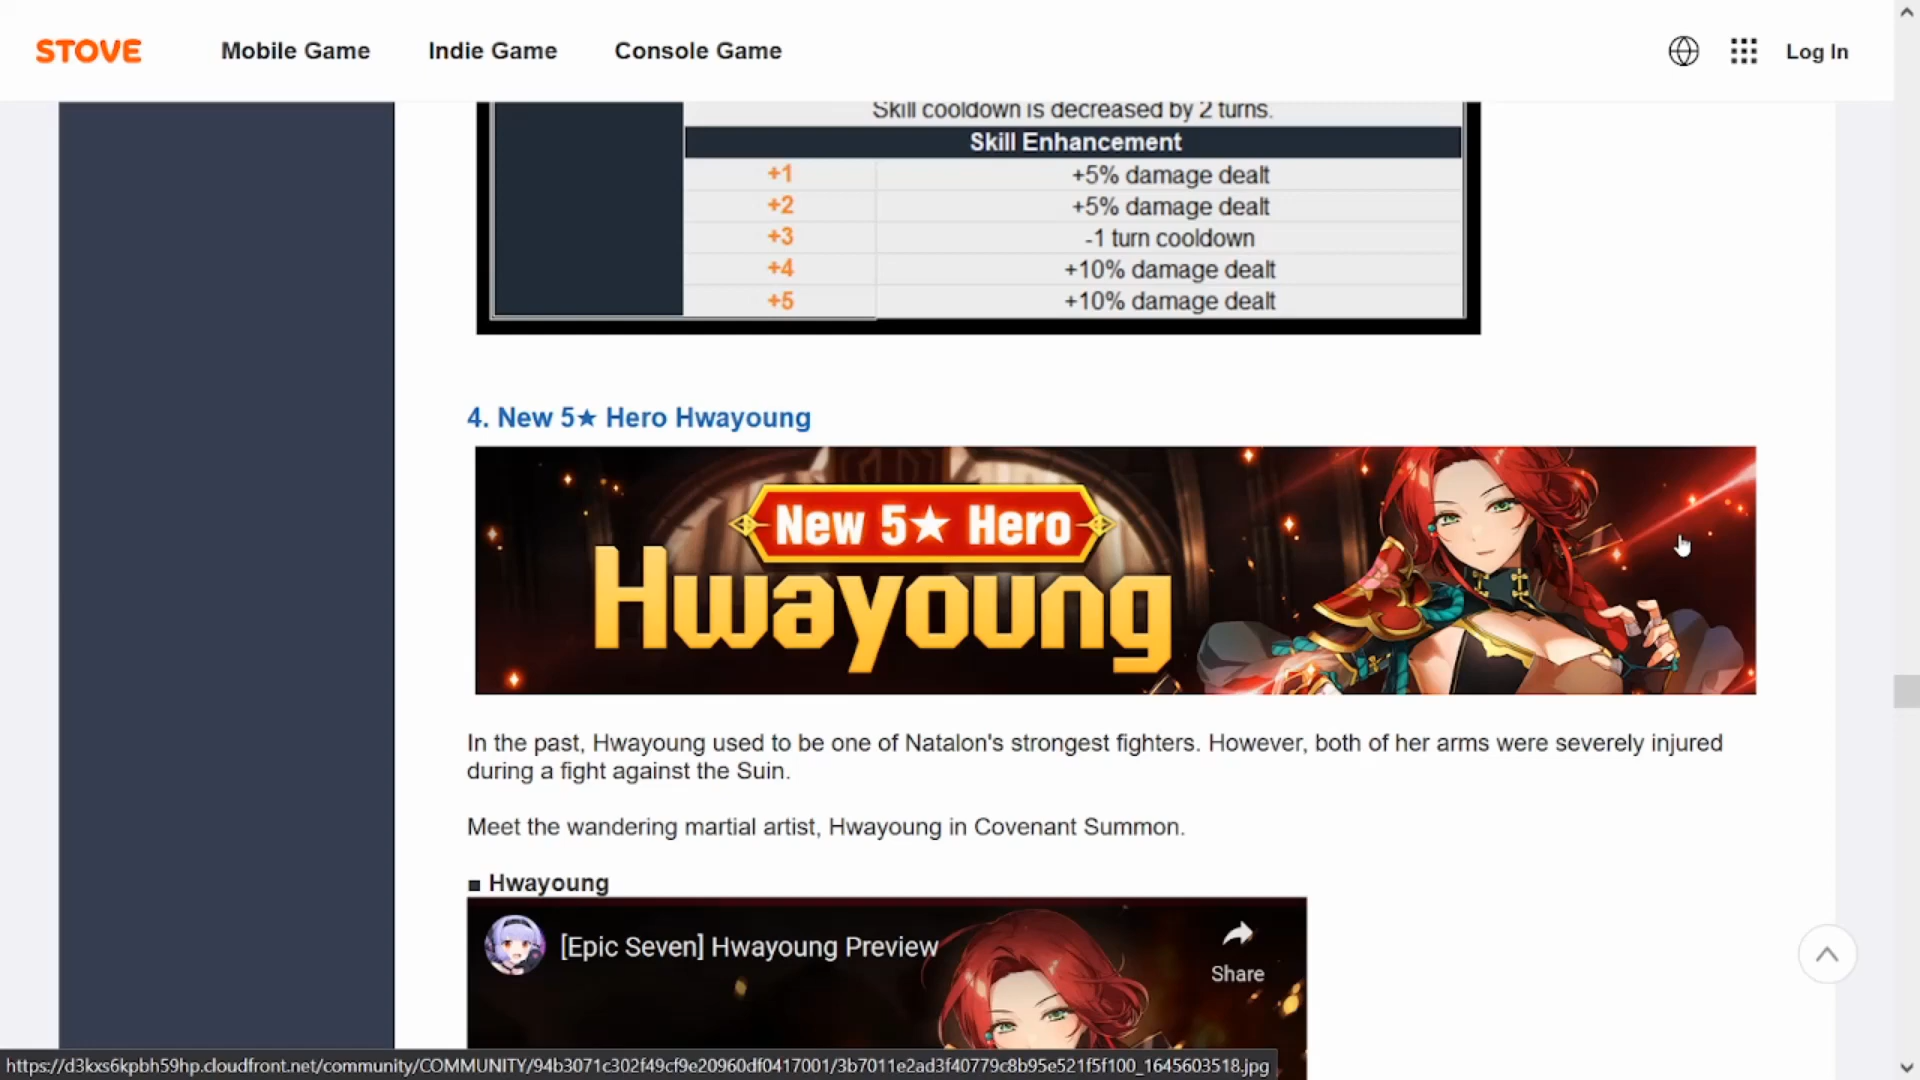 STOVE
Mobile Game
Indie Game
Console Game
Log In
Skill cooldown is decreased by 2 turns.
Skill Enhancement
+1 +5% damage dealt
+2 +5% damage dealt
+3 -1 turn cooldown
+4 +10% damage dealt
+5 +10% damage dealt
4. New 5★ Hero Hwayoung
New 5★ Hero
Hwayoung
In the past, Hwayoung used to be one of Natalon's strongest fighters. However, both of her arms were severely injured
during a fight against the Suin.
Meet the wandering martial artist, Hwayoung in Covenant Summon.
■ Hwayoung
[Epic Seven] Hwayoung Preview
Share
https://d3kxs6kpbh59hp.cloudfront.net/community/COMMUNITY/94b3071c302f49cf9e20960df0417001/3b7011e2ad3f40779c8b95e521f5f100_1645603518.jpg